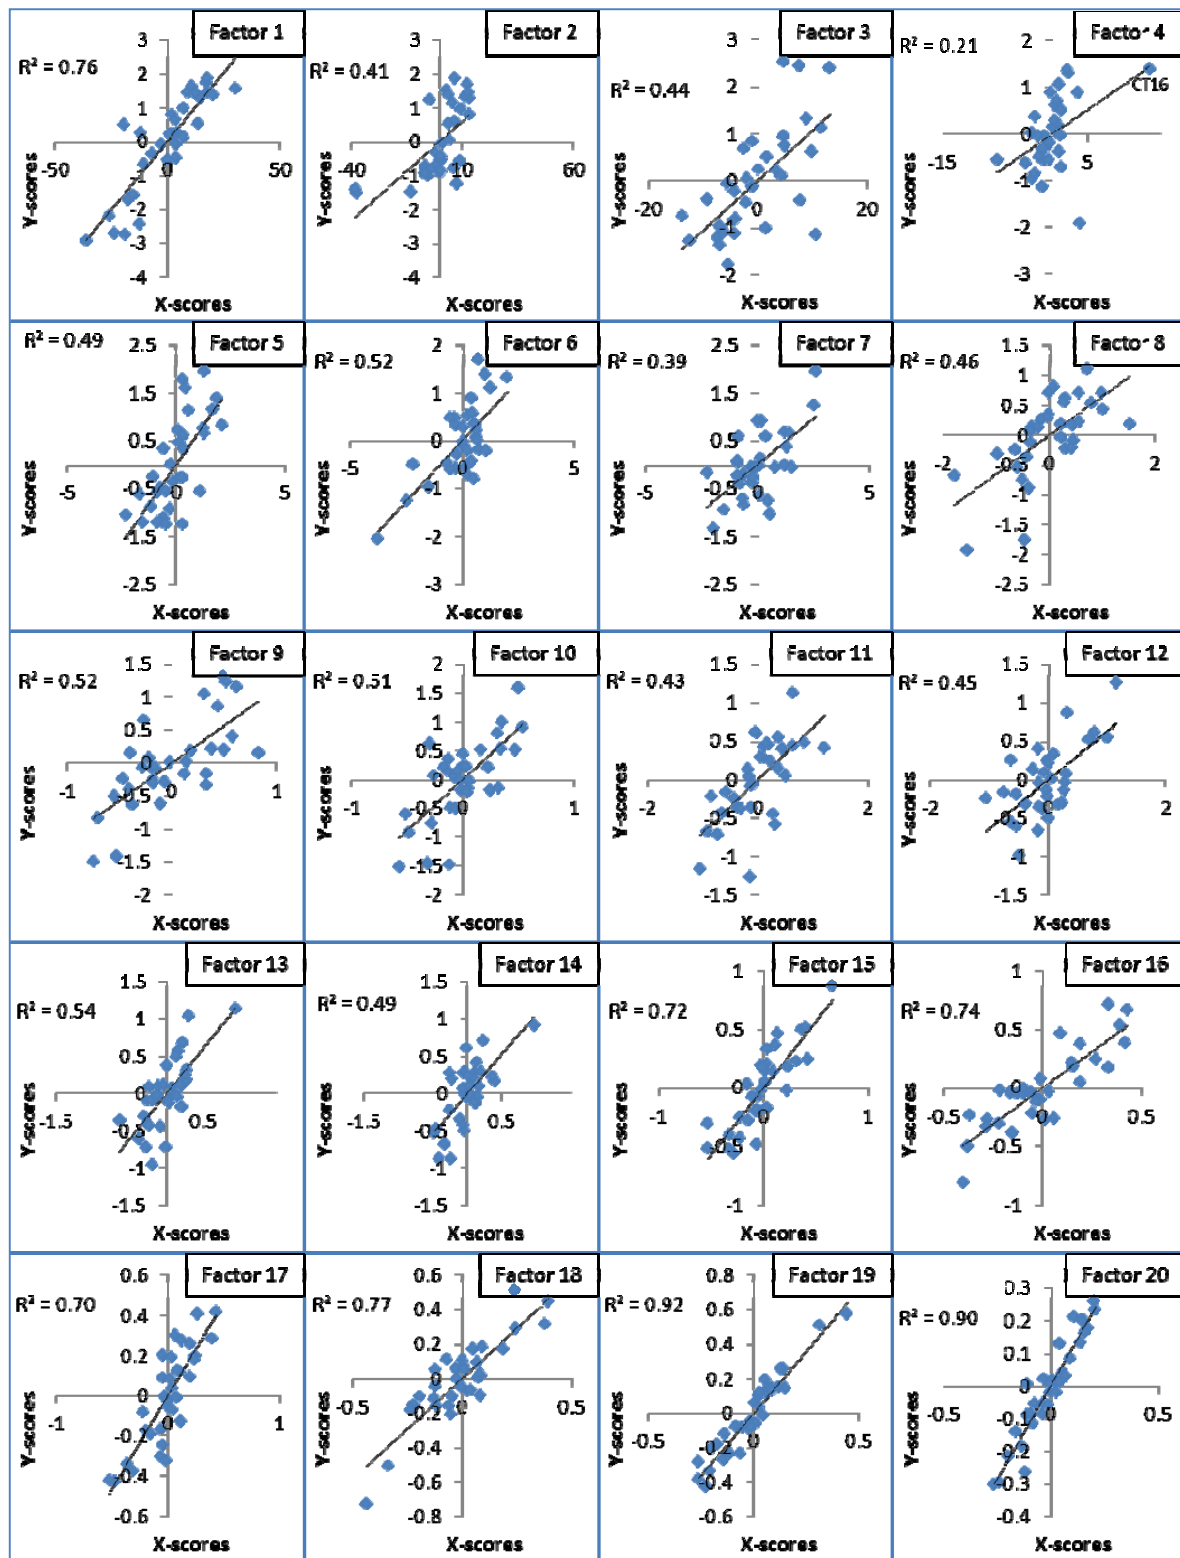 Factor 1
R² = 0.76
3
2
1
0
-50 0 50
-1
-2
-3
-4
Y-scores
X-scores
Factor 2
R² = 0.41
3
2
1
0
-40 10 60
-1
-2
-3
-4
Y-scores
X-scores
Factor 3
R² = 0.44
3
2
1
0
-20 0 20
-1
-2
Y-scores
X-scores
Factor 4
R² = 0.21
2
CT16
1
0
-15 5
-1
-2
-3
Y-scores
X-scores
Factor 5
R² = 0.49
2.5
1.5
0.5
-5 0 5
-0.5
-1.5
-2.5
Y-scores
X-scores
Factor 6
R² = 0.52
2
1
0
-5 0 5
-1
-2
-3
Y-scores
X-scores
Factor 7
R² = 0.39
2.5
1.5
0.5
-5 0 5
-0.5
-1.5
-2.5
Y-scores
X-scores
Factor 8
R² = 0.46
1.5
1
0.5
0
-2 0 2
-0.5
-1
-1.5
-2
-2.5
Y-scores
X-scores
Factor 9
R² = 0.52
1.5
1
0.5
0
-1 0 1
-0.5
-1
-1.5
-2
Y-scores
X-scores
Factor 10
R² = 0.51
2
1.5
1
0.5
0
-1 0 1
-0.5
-1
-1.5
-2
Y-scores
X-scores
Factor 11
R² = 0.43
1.5
1
0.5
0
-2 0 2
-0.5
-1
-1.5
Y-scores
X-scores
Factor 12
R² = 0.45
1.5
1
0.5
0
-2 0 2
-0.5
-1
-1.5
Y-scores
X-scores
Factor 13
R² = 0.54
1.5
1
0.5
0
-1.5 0.5
-0.5
-1
-1.5
Y-scores
X-scores
Factor 14
R² = 0.49
1.5
1
0.5
0
-1.5 0.5
-0.5
-1
-1.5
Y-scores
X-scores
Factor 15
R² = 0.72
1
0.5
0
-1 0 1
-0.5
-1
Y-scores
X-scores
Factor 16
R² = 0.74
1
0.5
0
-0.5 0 0.5
-1
Y-scores
X-scores
Factor 17
R² = 0.70
0.6
0.4
0.2
0
-1 0 1
-0.2
-0.4
-0.6
Y-scores
X-scores
Factor 18
R² = 0.77
0.6
0.4
0.2
0
-0.5 0 0.5
-0.2
-0.4
-0.6
-0.8
Y-scores
X-scores
Factor 19
R² = 0.92
0.8
0.6
0.4
0.2
0
-0.5 0 0.5
-0.2
-0.4
-0.6
Y-scores
X-scores
Factor 20
R² = 0.90
0.3
0.2
0.1
0
-0.5 0 0.5
-0.1
-0.2
-0.3
-0.4
Y-scores
X-scores